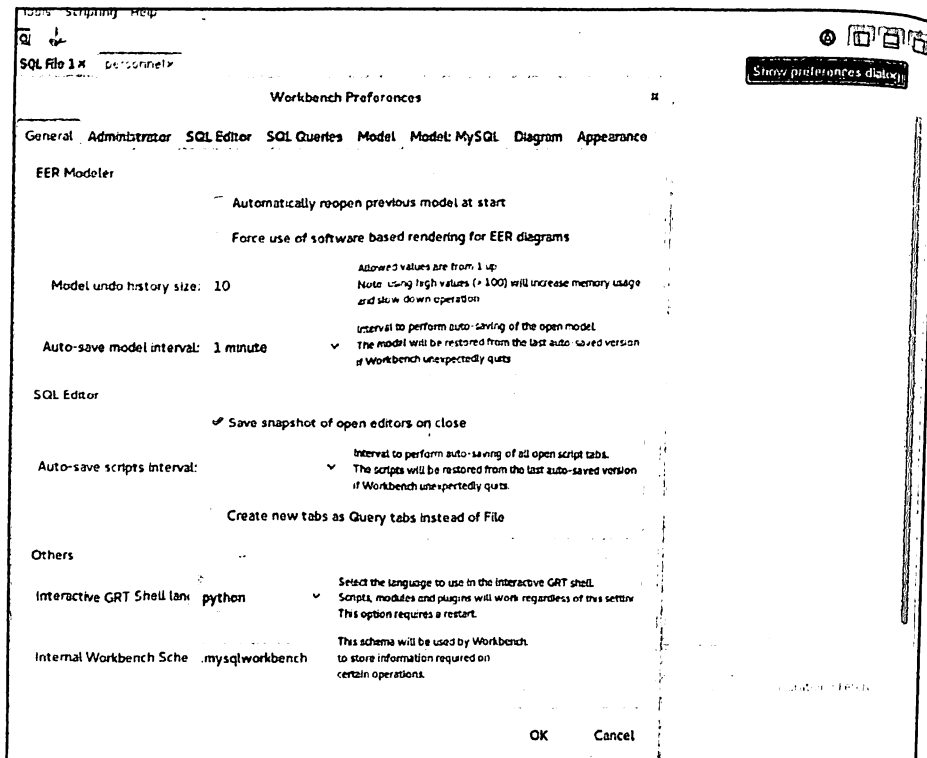 Tools Scripting Help
SQL File 1 × personnel ×
Show preferences dialog
Workbench Preferences
General Administrator SQL Editor SQL Queries Model Model: MySQL Diagram Appearance
EER Modeler
Automatically reopen previous model at start
Force use of software based rendering for EER diagrams
Allowed values are from 1 up
Model undo history size: 10
Note using high values (> 100) will increase memory usage
and slow down operation
Interval to perform auto-saving of the open model.
Auto-save model interval: 1 minute
The model will be restored from the last auto-saved version
if Workbench unexpectedly quits
SQL Editor
Save snapshot of open editors on close
Interval to perform auto-saving of all open script tabs.
Auto-save scripts interval:
The scripts will be restored from the last auto-saved version
if Workbench unexpectedly quits.
Create new tabs as Query tabs instead of File
Others
Select the language to use in the interactive GRT shell.
Interactive GRT Shell lang python
Scripts, modules and plugins will work regardless of this settin
This option requires a restart.
This schema will be used by Workbench.
Internal Workbench Sche .mysqlworkbench
to store information required on
certain operations.
OK Cancel